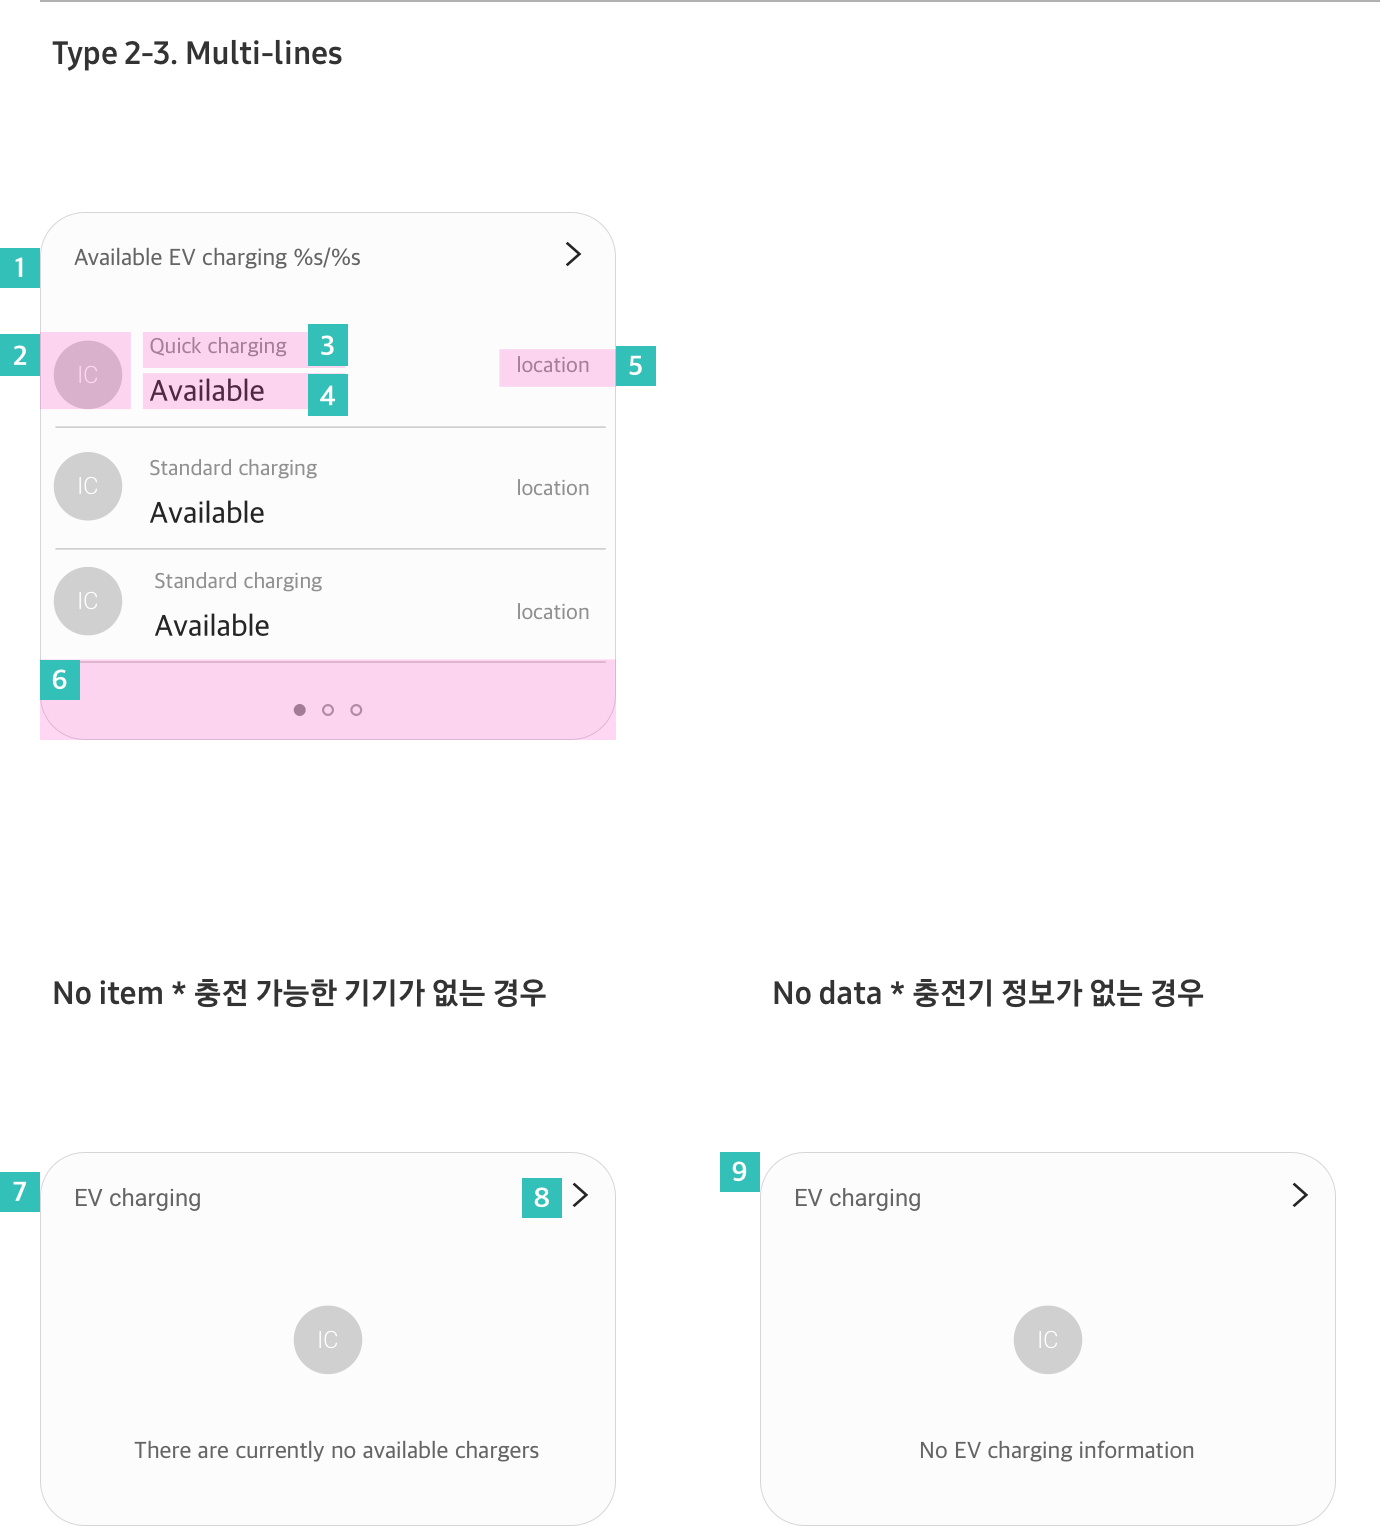 Type 2-3. Multi-lines
1
Available EV charging %s/%s
2
IC
Quick charging
3
Available
4
location
5
IC
Standard charging
Available
location
IC
Standard charging
Available
location
6
No item * 충전 가능한 기기가 없는 경우
No data * 충전기 정보가 없는 경우
7
EV charging
8
IC
There are currently no available chargers
9
EV charging
IC
No EV charging information